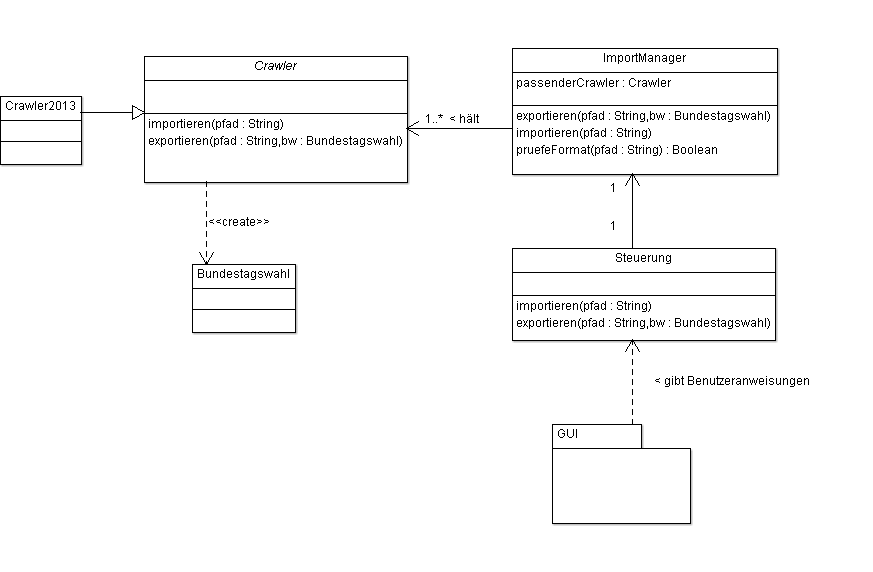 Crawler2013
Crawler
importieren(pfad : String)
exportieren(pfad : String,bw : Bundestagswahl)
1..* < hält
ImportManager
passenderCrawler : Crawler
exportieren(pfad : String,bw : Bundestagswahl)
importieren(pfad : String)
pruefeFormat(pfad : String) : Boolean
<<create>>
Bundestagswahl
1
1
Steuerung
importieren(pfad : String)
exportieren(pfad : String,bw : Bundestagswahl)
< gibt Benutzeranweisungen
GUI